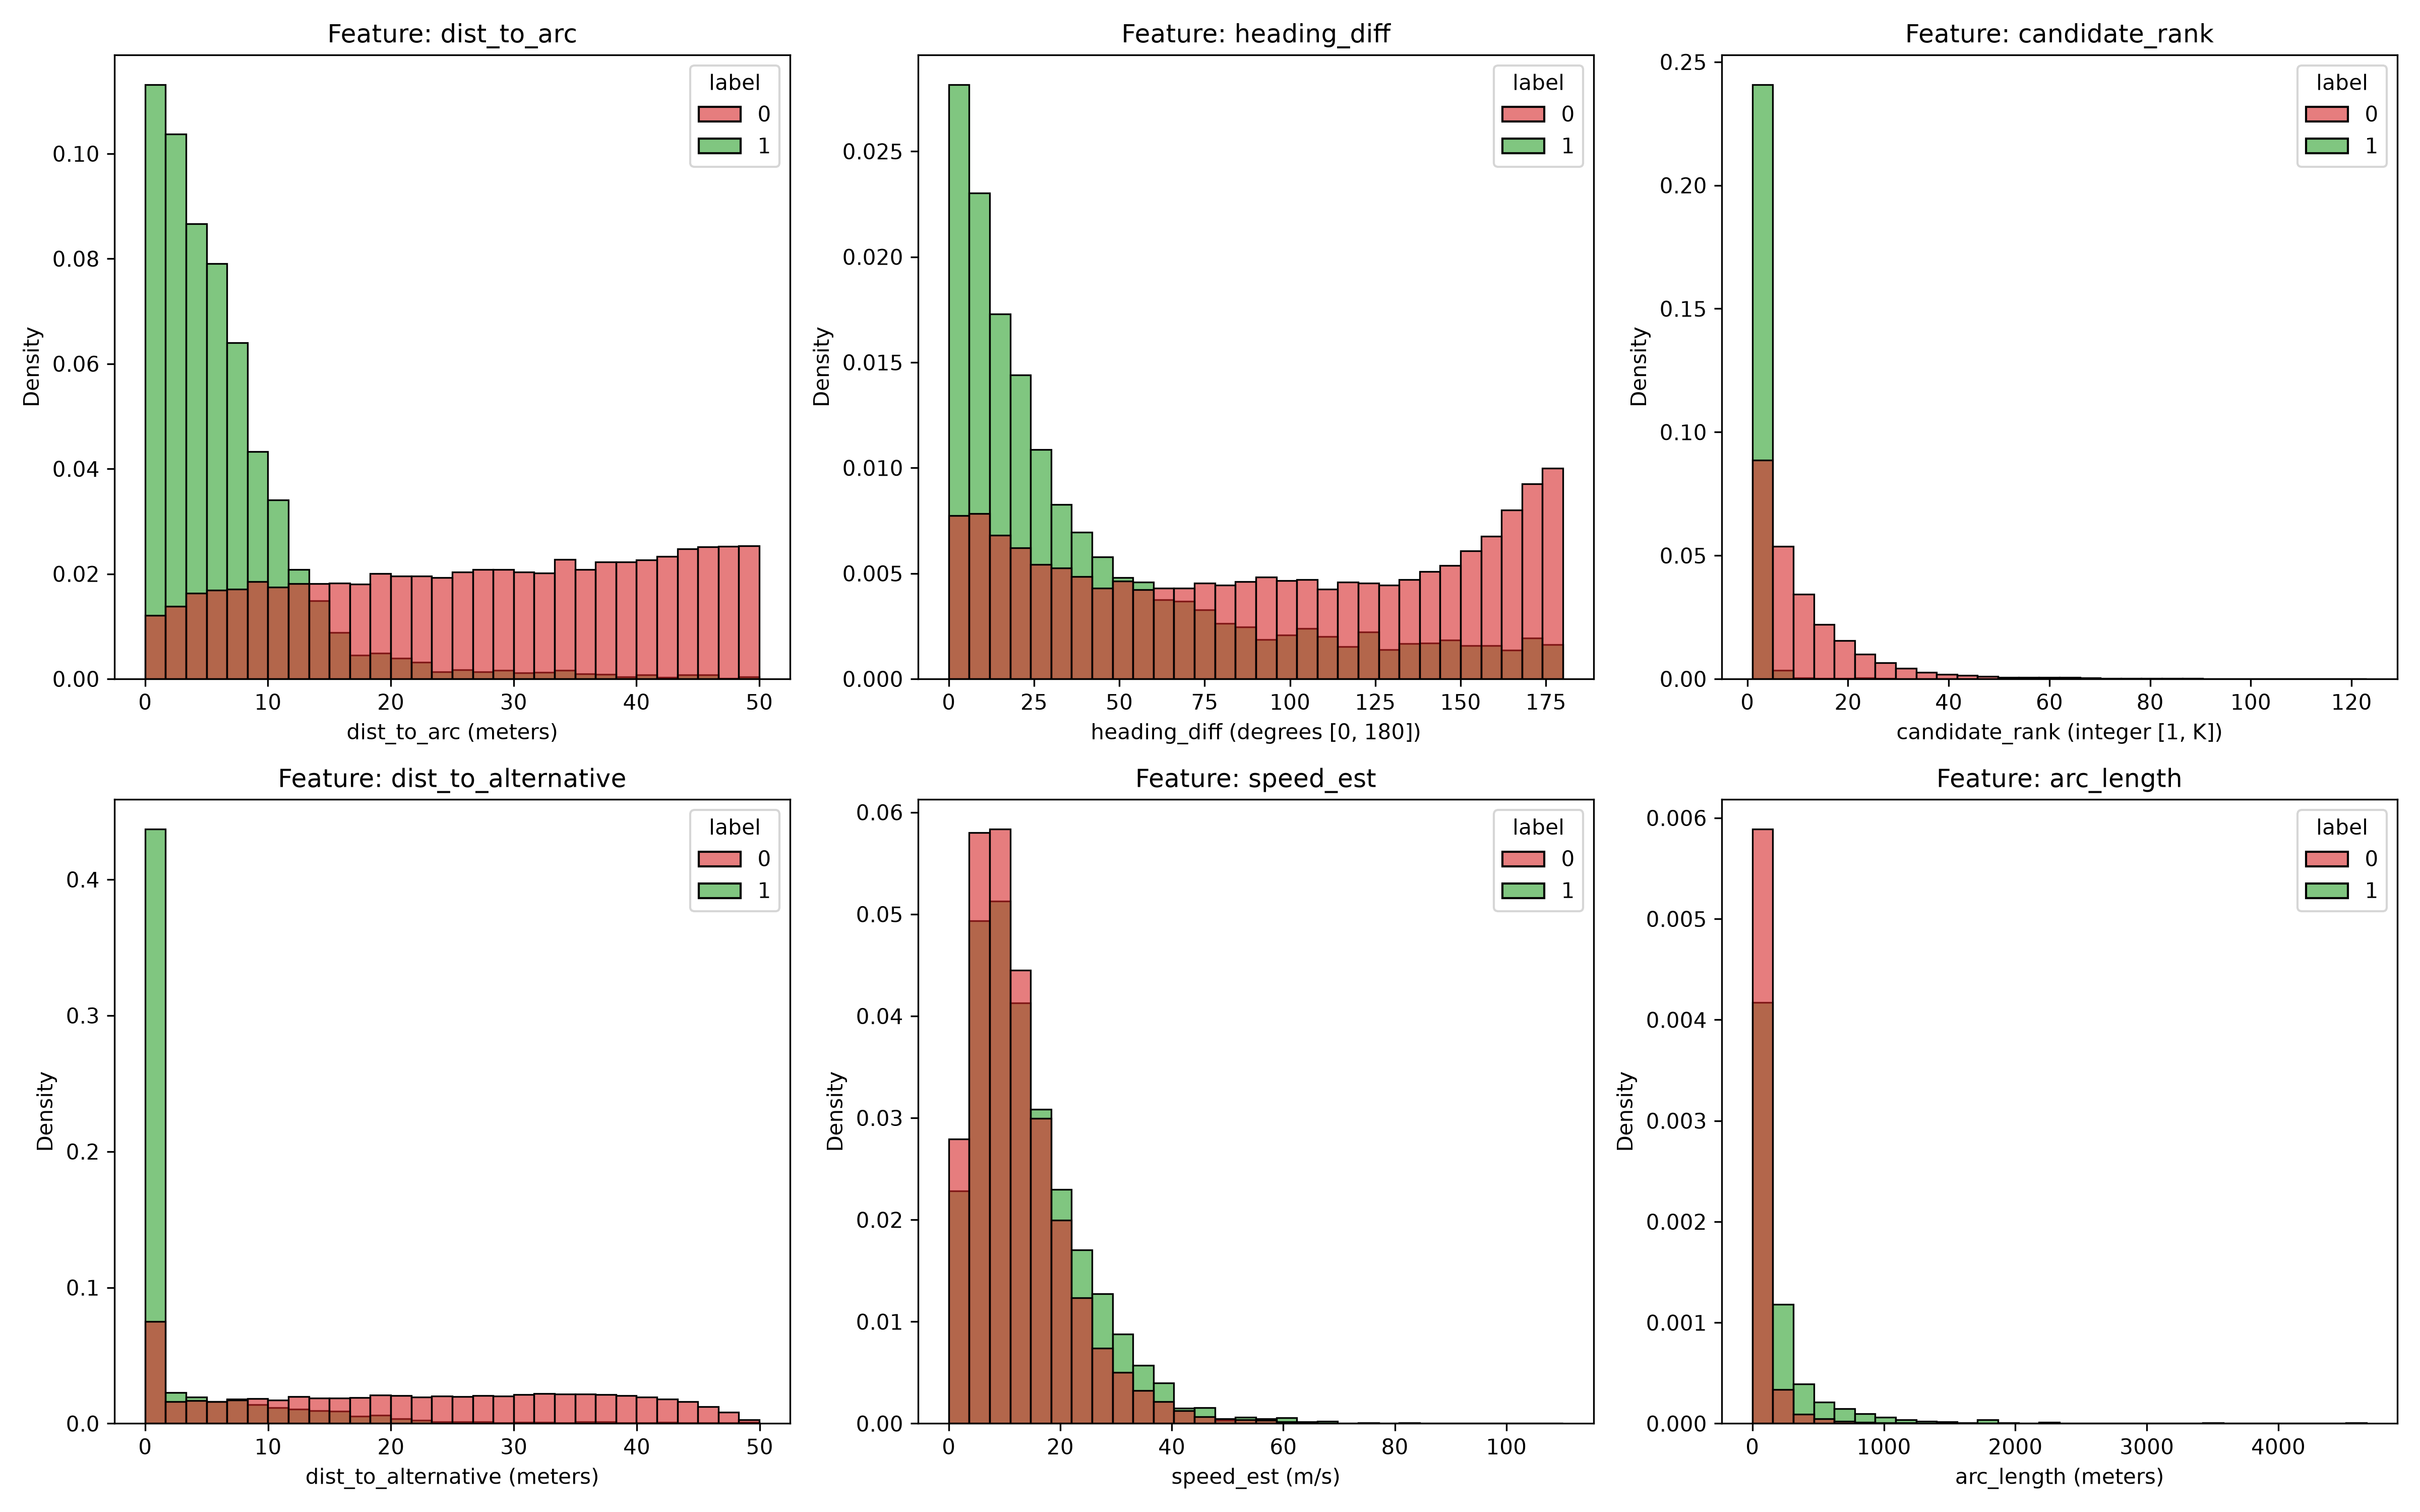 Feature: dist_to_arc
label
0
1
0.10
0.08
0.06
0.04
0.02
0.00
Density
0 10 20 30 40 50
dist_to_arc (meters)
Feature: heading_diff
label
0
1
0.025
0.020
0.015
0.010
0.005
0.000
Density
0 25 50 75 100 125 150 175
heading_diff (degrees [0, 180])
Feature: candidate_rank
label
0
1
0.25
0.20
0.15
0.10
0.05
0.00
Density
0 20 40 60 80 100 120
candidate_rank (integer [1, K])
Feature: dist_to_alternative
label
0
1
0.4
0.3
0.2
0.1
0.0
Density
0 10 20 30 40 50
dist_to_alternative (meters)
Feature: speed_est
label
0
1
0.06
0.05
0.04
0.03
0.02
0.01
0.00
Density
0 20 40 60 80 100
speed_est (m/s)
Feature: arc_length
label
0
1
0.006
0.005
0.004
0.003
0.002
0.001
0.000
Density
0 1000 2000 3000 4000
arc_length (meters)